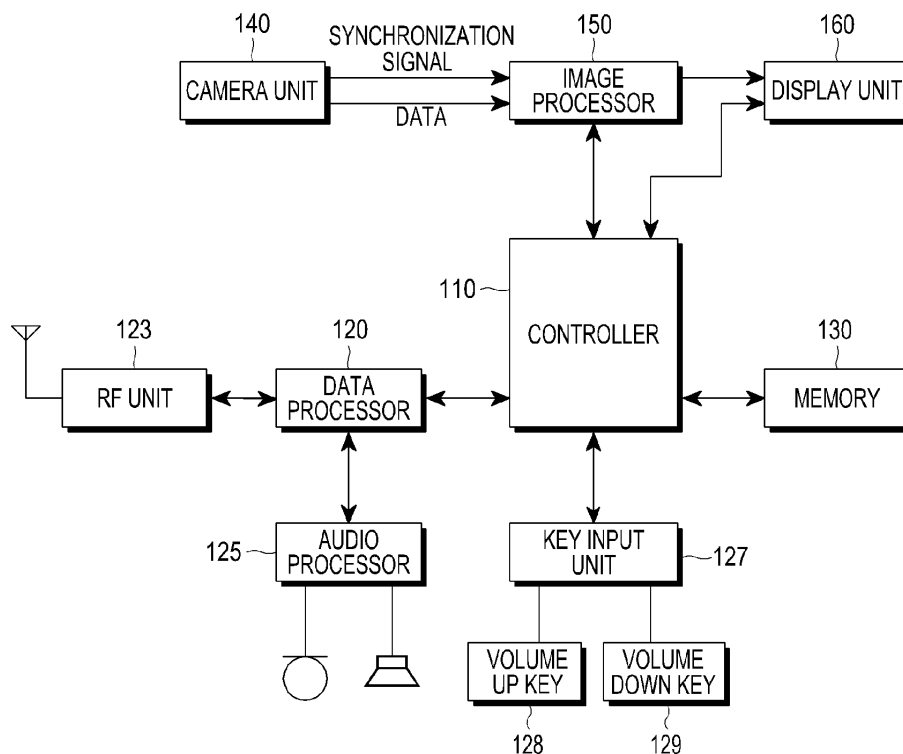 140
SYNCHRONIZATION
SIGNAL
150
160
CAMERA UNIT
IMAGE
PROCESSOR
DISPLAY UNIT
DATA
110
CONTROLLER
123
120
130
RF UNIT
DATA
PROCESSOR
MEMORY
125
AUDIO
PROCESSOR
KEY INPUT
UNIT
127
VOLUME
UP KEY
VOLUME
DOWN KEY
128
129